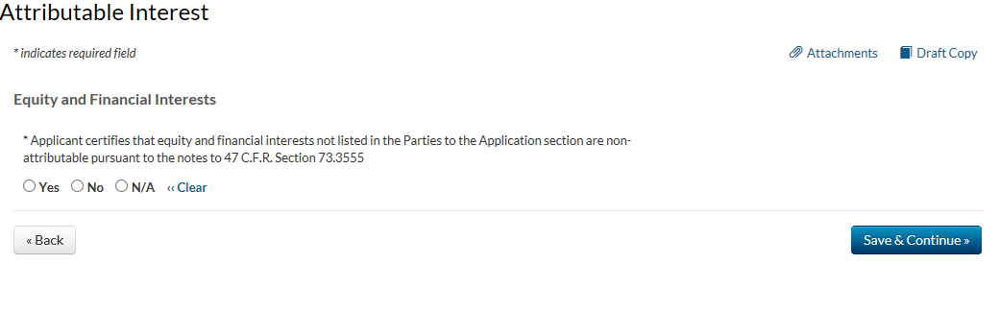 Attributable Interest
* indicates required field
Attachments
Draft Copy
Equity and Financial Interests
* Applicant certifies that equity and financial interests not listed in the Parties to the Application section are non-
attributable pursuant to the notes to 47 C.F.R. Section 73.3555
Yes No N/A ‹‹ Clear
« Back
Save & Continue »